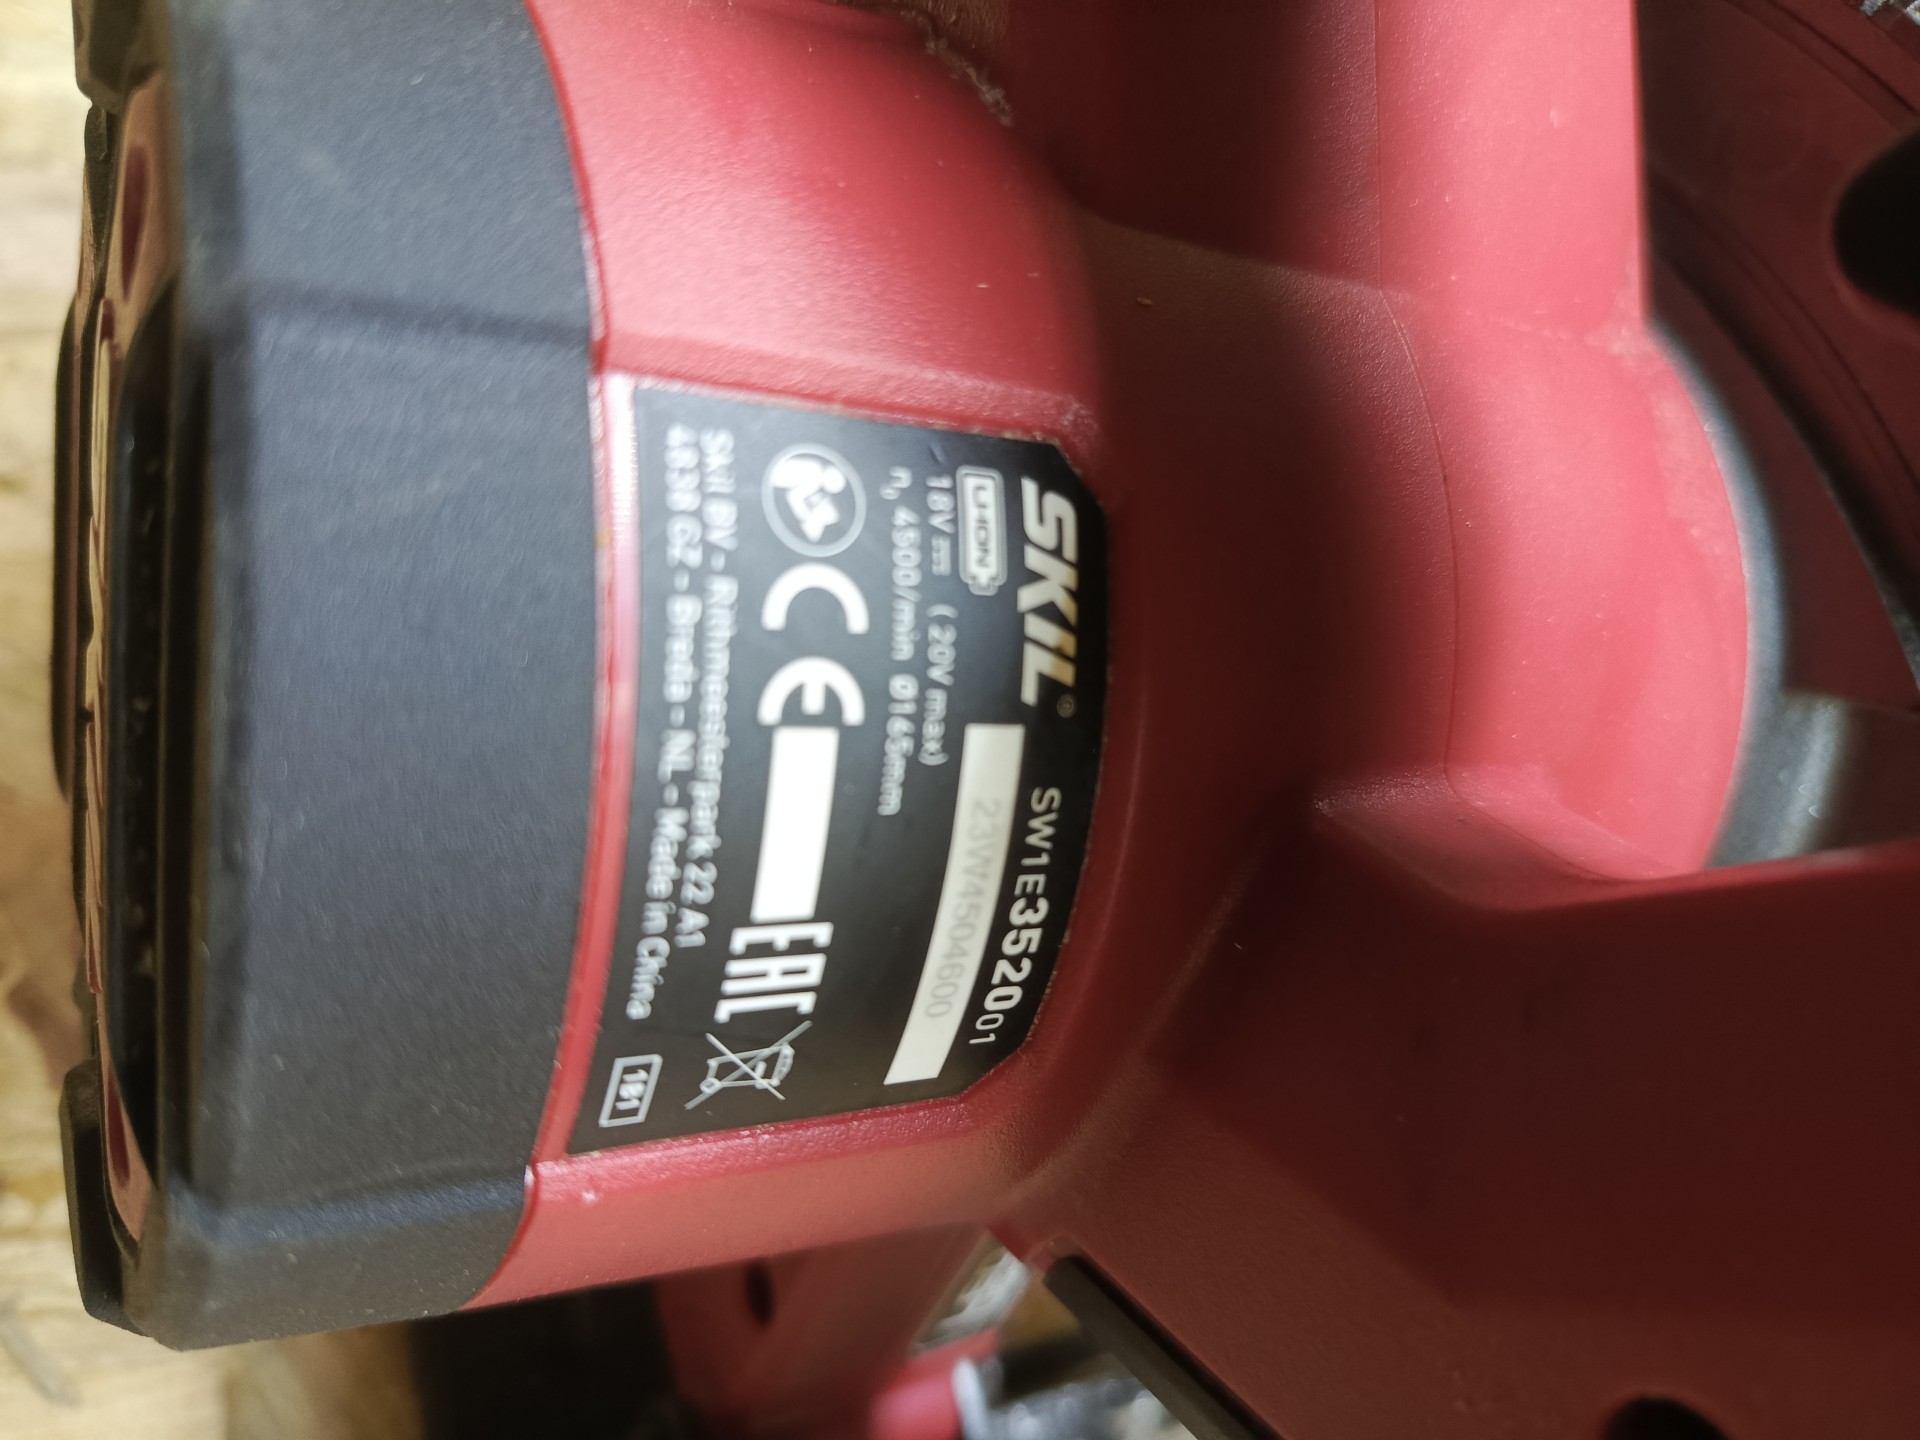 SKIL® SW1E352001
LI-ION
18V (20V max) 23W4504600
n₀ 4500/min Ø165mm
CE EAC
Skil BV - Rithmeesterpark 22 A1
4838 GZ - Breda - NL - Made in China
181